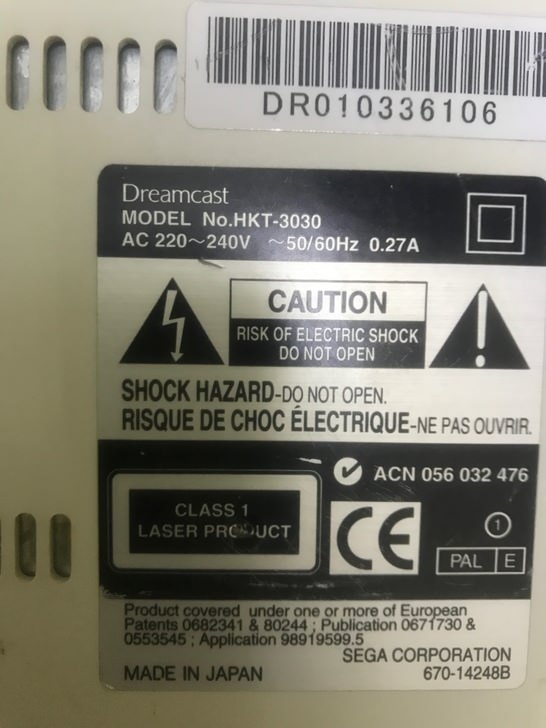 DR010336106
Dreamcast
MODEL No.HKT-3030
AC 220～240V ～50/60Hz 0.27A
CAUTION
RISK OF ELECTRIC SHOCK
DO NOT OPEN
SHOCK HAZARD-DO NOT OPEN.
RISQUE DE CHOC ÉLECTRIQUE-NE PAS OUVRIR.
ACN 056 032 476
CLASS 1
LASER PRODUCT
CE
1
PAL E
Product covered under one or more of European
Patents 0682341 & 80244 ; Publication 0671730 &
0553545 ; Application 98919599.5
SEGA CORPORATION
MADE IN JAPAN 670-14248B